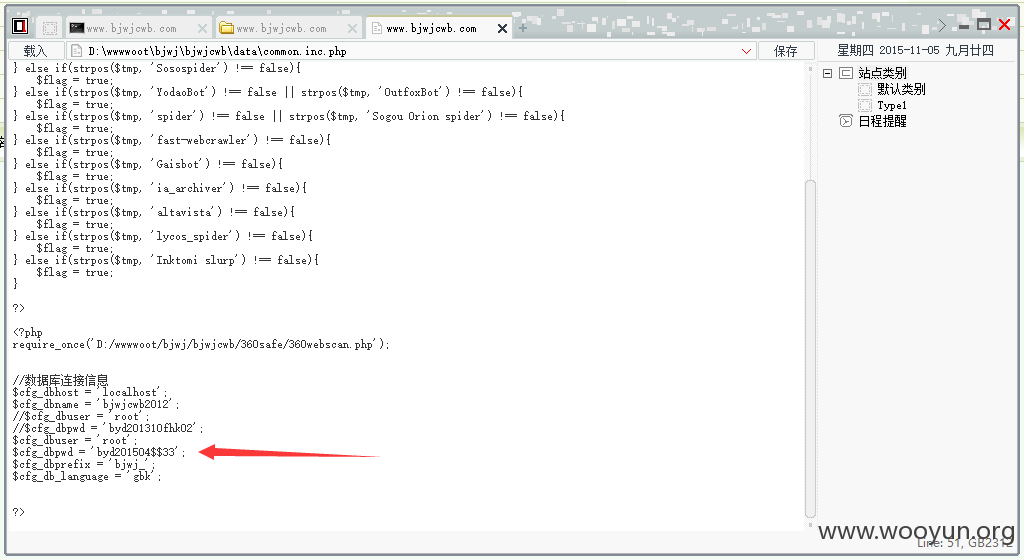 www.bjwjcwb.com
www.bjwjcwb.com
www.bjwjcwb.com
载入
D:\wwwwoot\bjwj\bjwjcwb\data\common.inc.php
保存
星期四 2015-11-05 九月廿四
} else if(strpos($tmp, 'Sosospider') !== false){
$flag = true;
} else if(strpos($tmp, 'YodaoBot') !== false || strpos($tmp, 'OutfoxBot') !== false){
$flag = true;
} else if(strpos($tmp, 'spider') !== false || strpos($tmp, 'Sogou Orion spider') !== false){
$flag = true;
} else if(strpos($tmp, 'fast-webcrawler') !== false){
$flag = true;
} else if(strpos($tmp, 'Gaisbot') !== false){
$flag = true;
} else if(strpos($tmp, 'ia_archiver') !== false){
$flag = true;
} else if(strpos($tmp, 'altavista') !== false){
$flag = true;
} else if(strpos($tmp, 'lycos_spider') !== false){
$flag = true;
} else if(strpos($tmp, 'Inktomi slurp') !== false){
$flag = true;
}
?>
<?php
require_once('D:/wwwwoot/bjwj/bjwjcwb/360safe/360webscan.php');
//数据库连接信息
$cfg_dbhost = 'localhost';
$cfg_dbname = 'bjwjcwb2012';
//$cfg_dbuser = 'root';
//$cfg_dbpwd = 'byd201310fhk02';
$cfg_dbuser = 'root';
$cfg_dbpwd = 'byd201504$$33';
$cfg_dbprefix = 'bjwj_';
$cfg_db_language = 'gbk';
?>
站点类别
默认类别
Type1
日程提醒
www.wooyun.org
Line: 51, GB2312